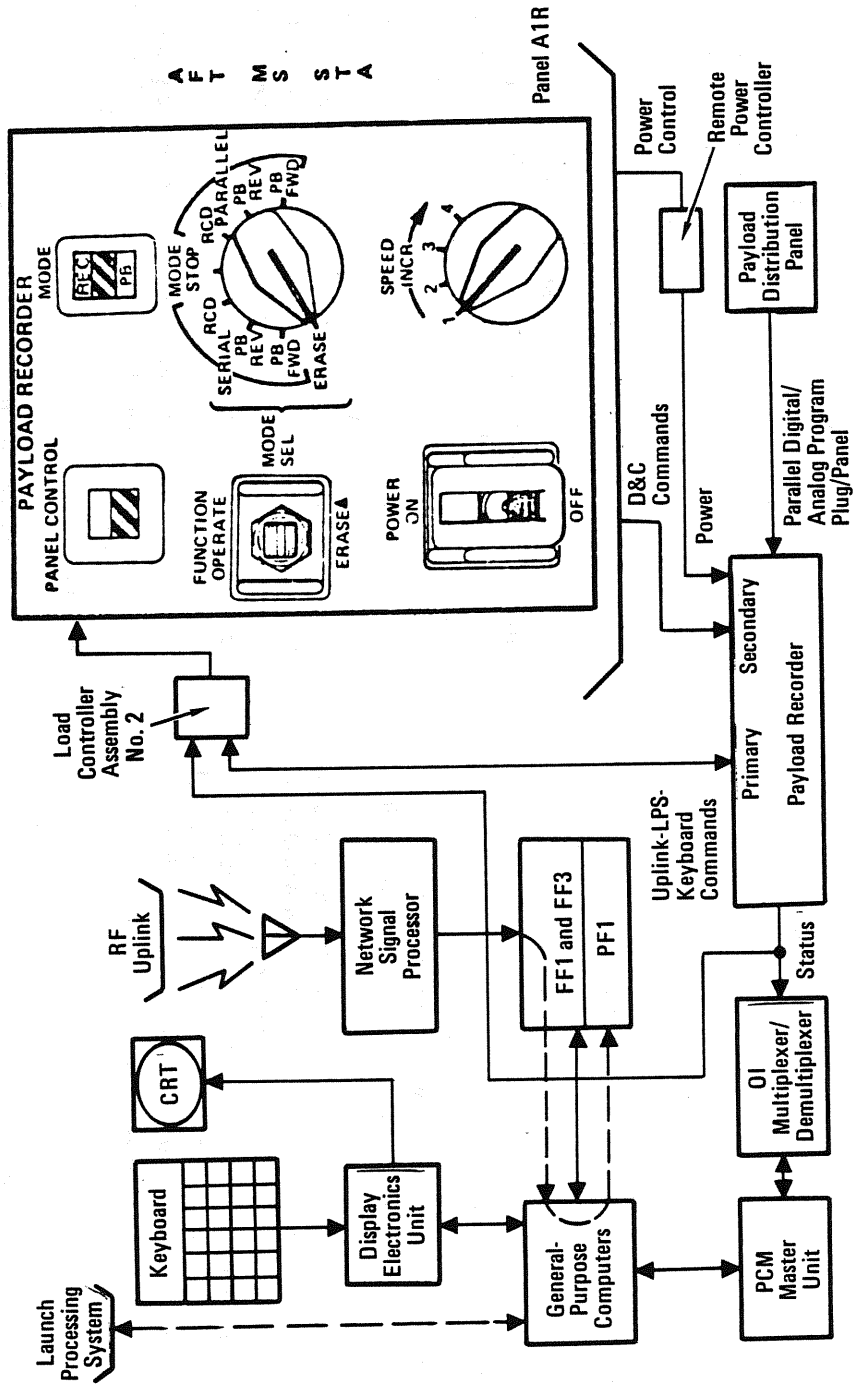 Launch
Processing
System
Keyboard
CRT
RF
Uplink
Display
Electronics
Unit
Network
Signal
Processor
General-
Purpose
Computers
FF1 and FF3
PF1
PCM
Master
Unit
OI
Multiplexer/
Demultiplexer
Status
Uplink-LPS-
Keyboard
Commands
Primary
Secondary
Payload Recorder
Load
Controller
Assembly
No. 2
PAYLOAD RECORDER
PANEL CONTROL
MODE
REC
PB
FUNCTION
OPERATE
ERASE
MODE
SEL
MODE
STOP
SERIAL
RCD
PB
REV
PB
FWD
ERASE
RCD
PARALLEL
PB
REV
PB
FWD
POWER
ON
OFF
SPEED
INCR
1
2
3
4
AFT
MS
STA
Panel A1R
D&C
Commands
Power
Power
Control
Remote
Power
Controller
Parallel Digital/
Analog Program
Plug/Panel
Payload
Distribution
Panel